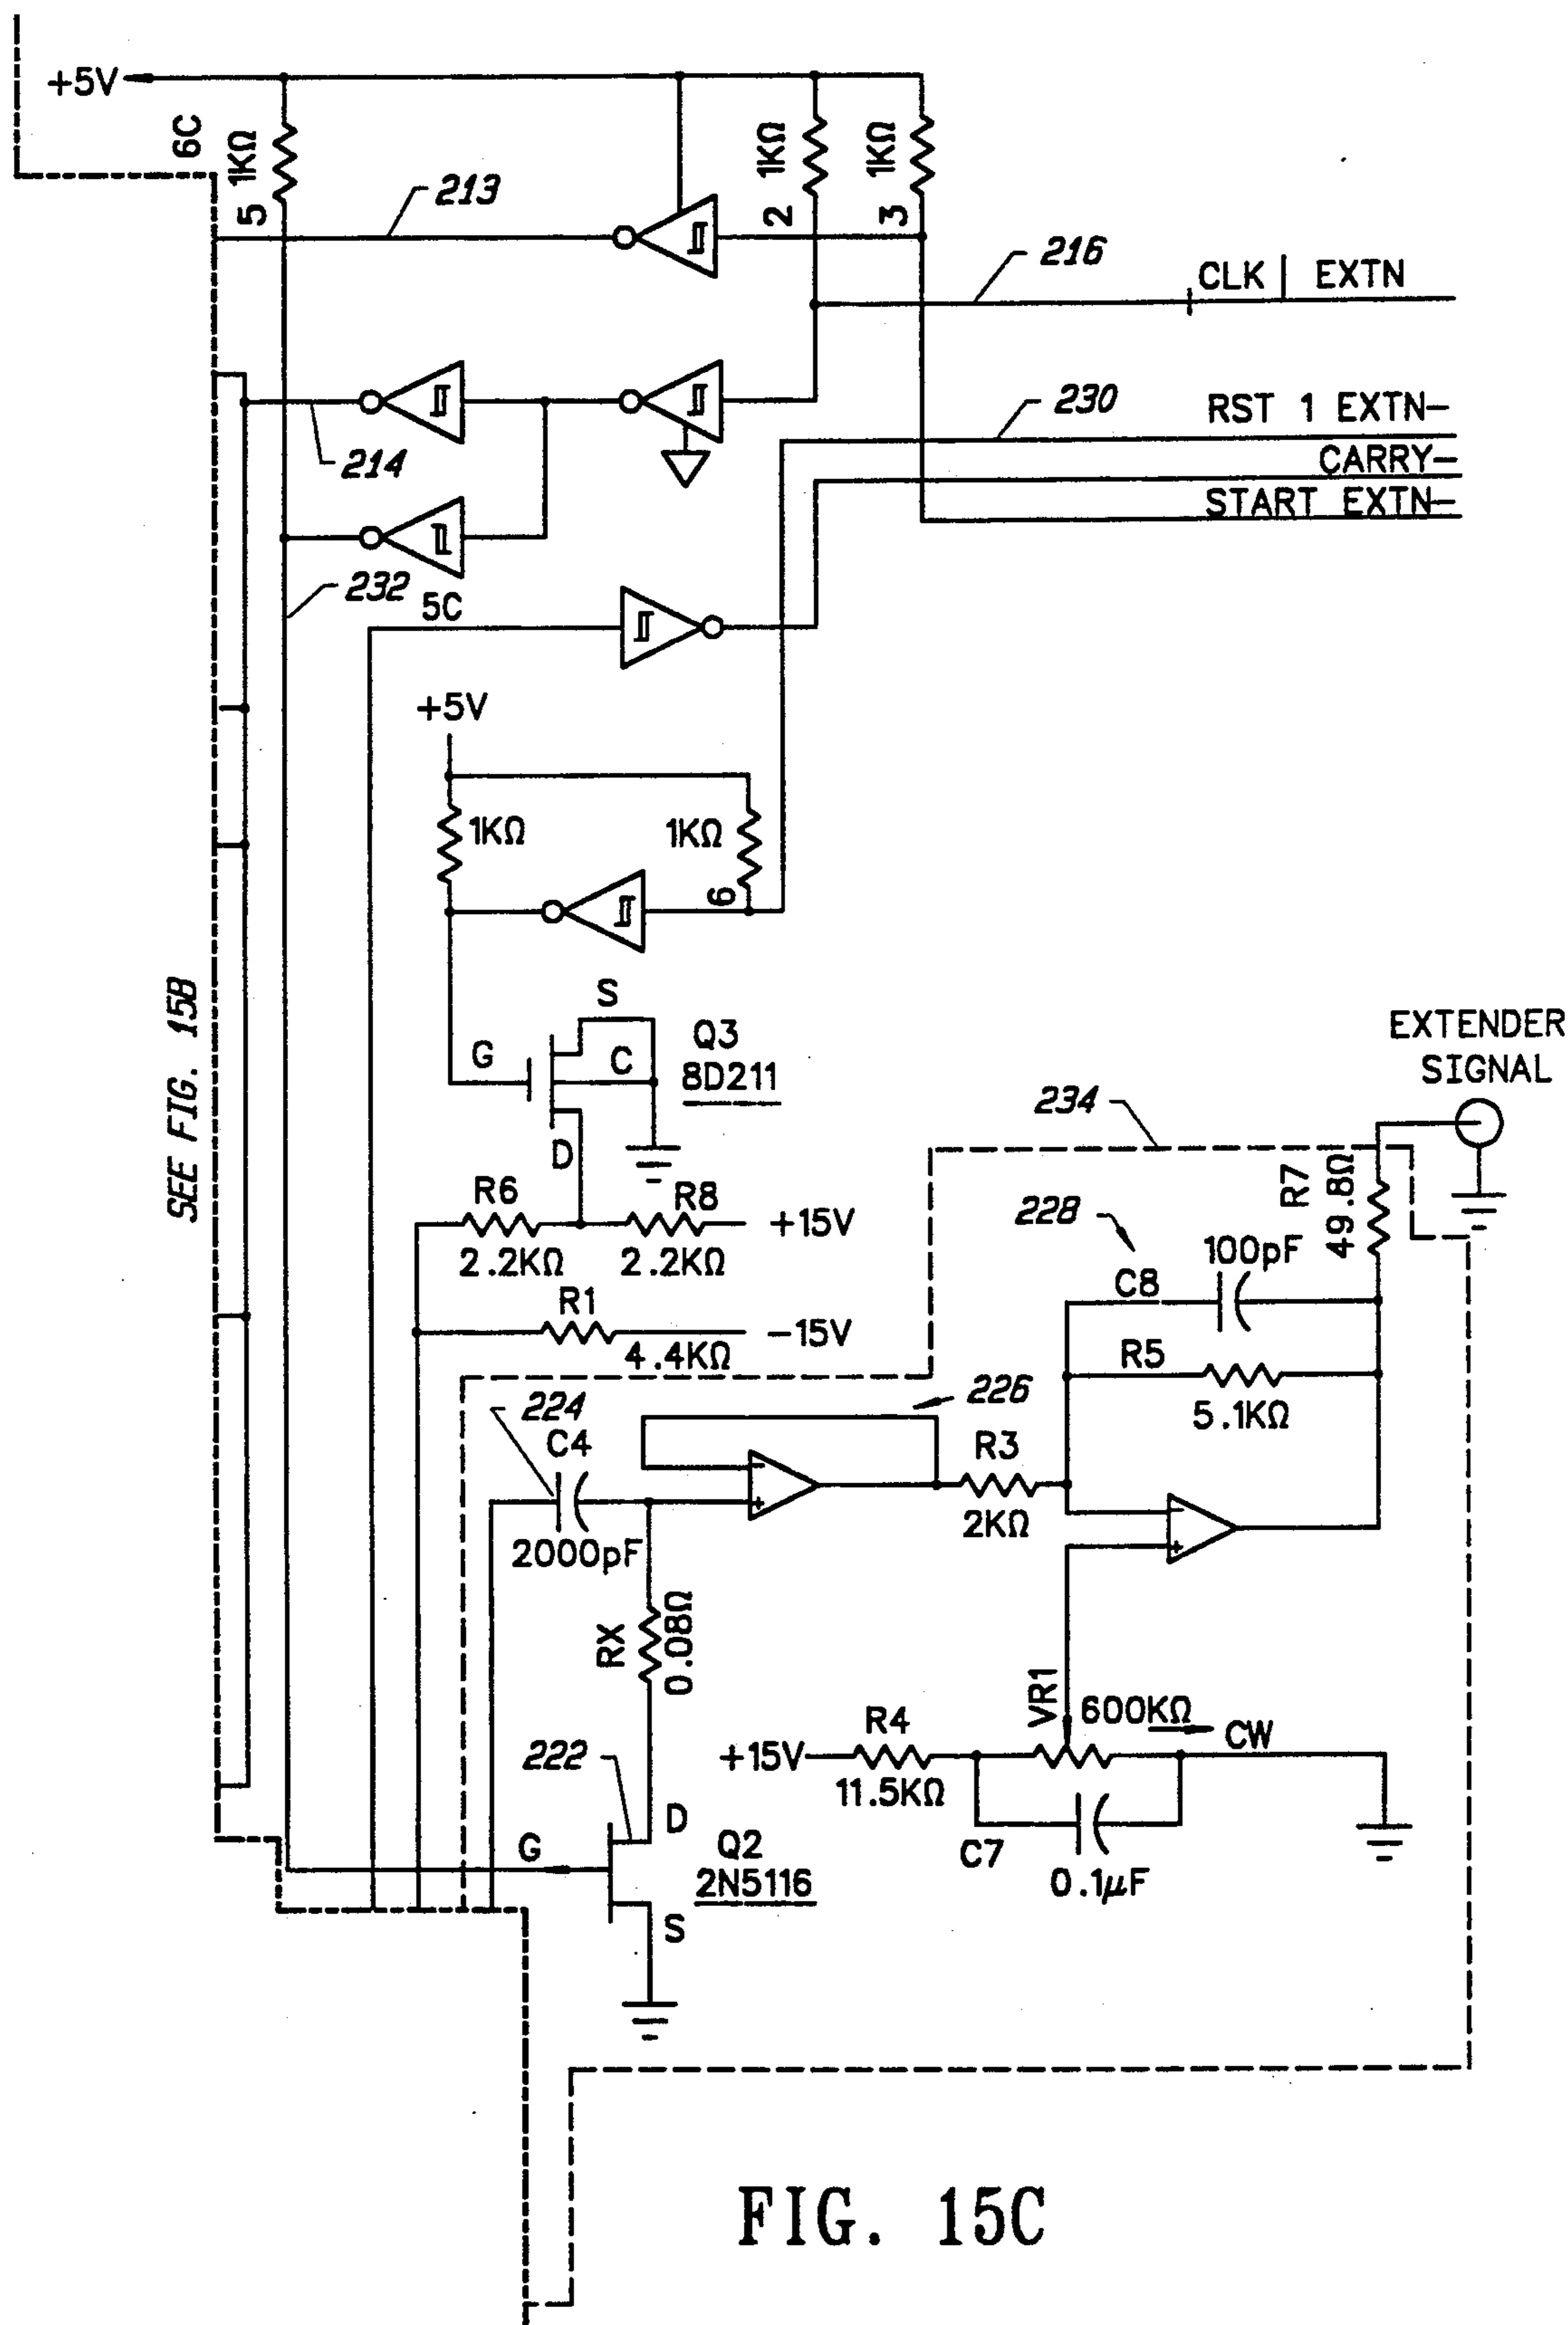 +5V
6C
1KΩ
5
213
1KΩ
2
1KΩ
3
216
CLK | EXTN
230
RST 1 EXTN-
CARRY-
START EXTN-
214
232
5C
+5V
1KΩ
1KΩ
6
SEE FIG. 15B
S
G
C
Q3
8D211
D
EXTENDER
SIGNAL
234
R6
2.2KΩ
R8
2.2KΩ
+15V
R7
49.8Ω
228
100pF
C8
R1
4.4KΩ
-15V
R5
5.1KΩ
224
C4
2000pF
226
-
+
R3
2KΩ
-
+
RX
0.08Ω
VR1
600KΩ
CW
R4
+15V
11.5KΩ
222
D
G
Q2
2N5116
S
C7
0.1μF
FIG. 15C